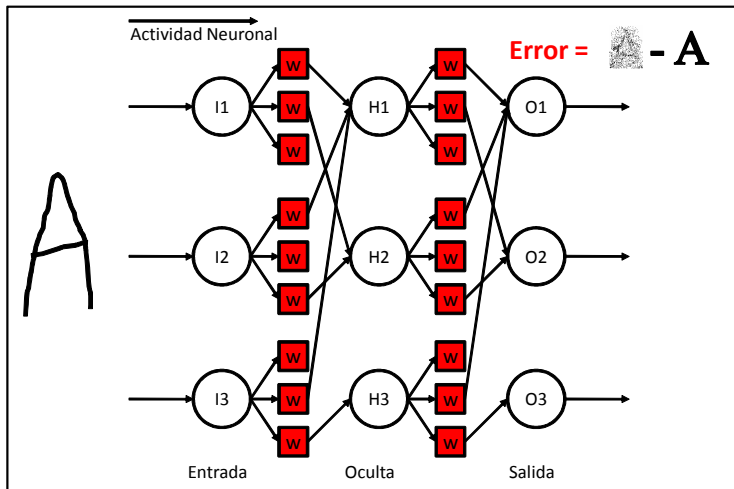 Actividad Neuronal
Error = A - A
w w
I1 w H1 w O1
w w
A
w w
I2 w H2 w O2
w w
w w
I3 w H3 w O3
w w
Entrada Oculta Salida